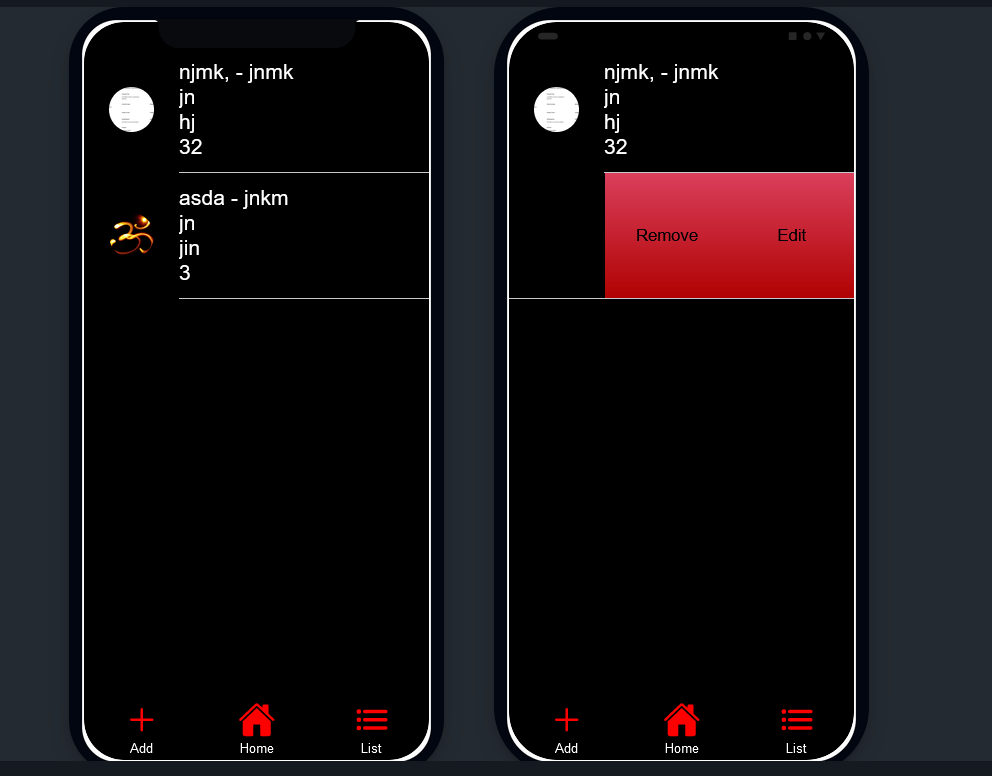 njmk, - jnmk
jn
hj
32
asda - jnkm
jn
jin
3
Add
Home
List
njmk, - jnmk
jn
hj
32
Remove
Edit
Add
Home
List